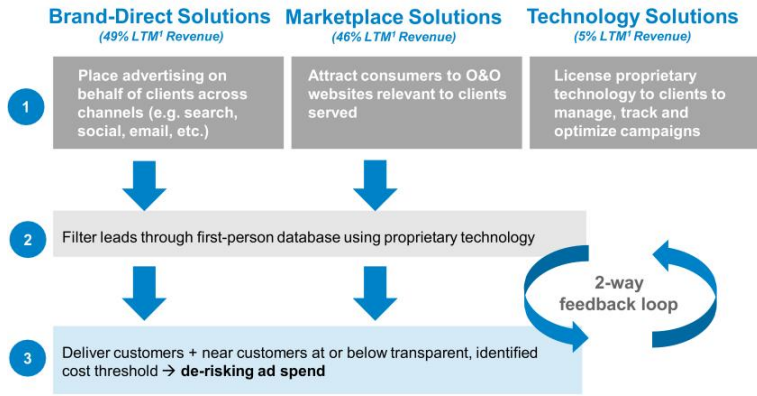 Brand-Direct Solutions
(49% LTM¹ Revenue)
Marketplace Solutions
(46% LTM¹ Revenue)
Technology Solutions
(5% LTM¹ Revenue)
1
Place advertising on
behalf of clients across
channels (e.g. search,
social, email, etc.)
Attract consumers to O&O
websites relevant to clients
served
License proprietary
technology to clients to
manage, track and
optimize campaigns
2
Filter leads through first-person database using proprietary technology
2-way
feedback loop
3
Deliver customers + near customers at or below transparent, identified
cost threshold → de-risking ad spend